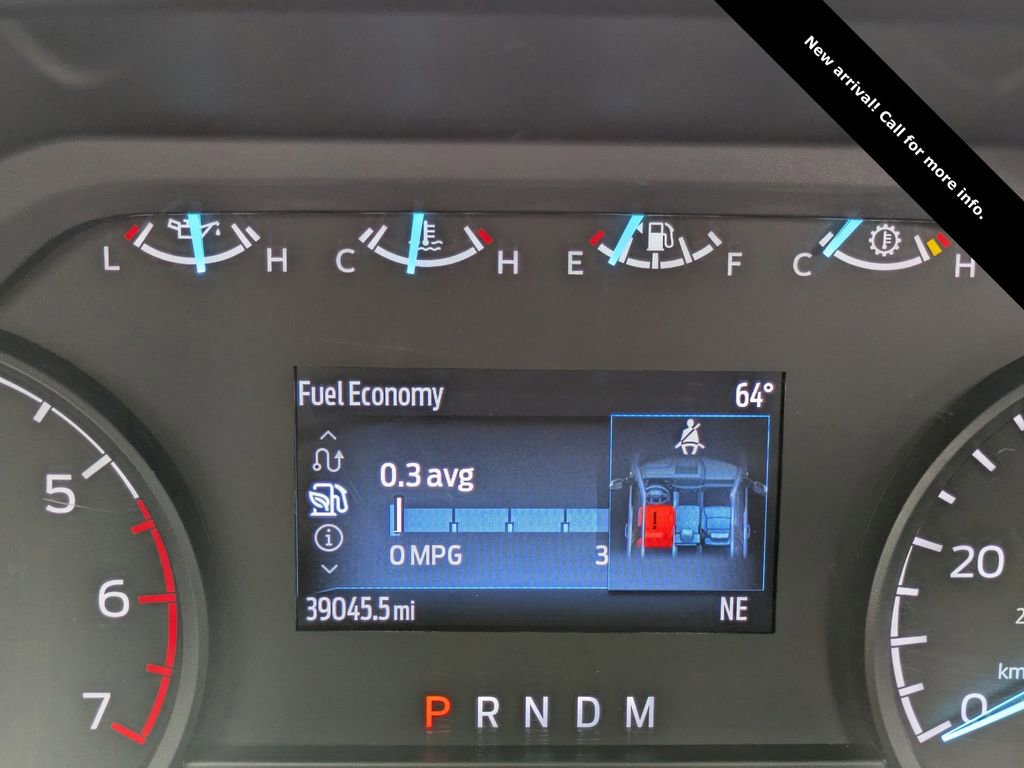 New arrival! Call for more info.
L H C H E F C H
Fuel Economy 64°
0.3 avg
0 MPG 3
39045.5 mi NE
5
6
7
20
0
km
P R N D M